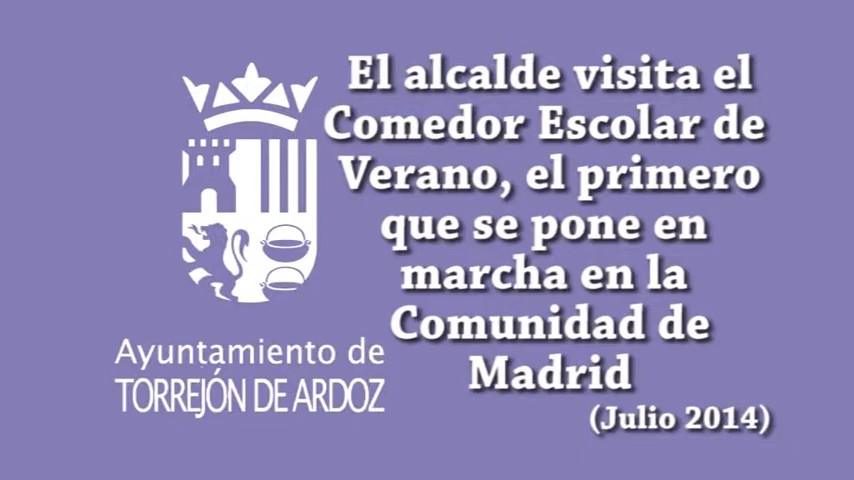 El alcalde visita el
Comedor Escolar de
Verano, el primero
que se pone en
marcha en la
Comunidad de
Madrid
(Julio 2014)
Ayuntamiento de
TORREJÓN DE ARDOZ